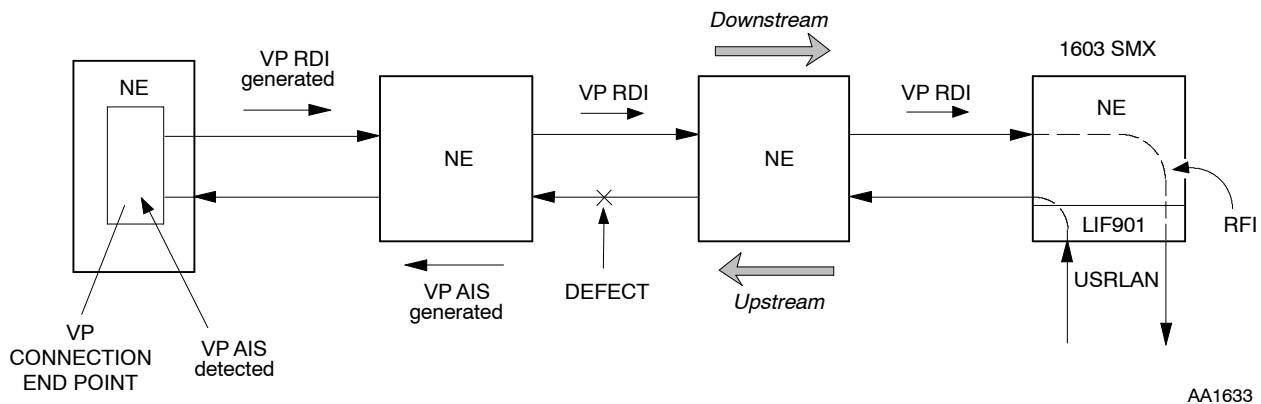 Downstream
1603 SMX
NE
VP RDI
generated
VP RDI
VP RDI
NE
NE
NE
LIF901
RFI
USRLAN
VP AIS
generated
DEFECT
Upstream
VP
CONNECTION
END POINT
VP AIS
detected
AA1633